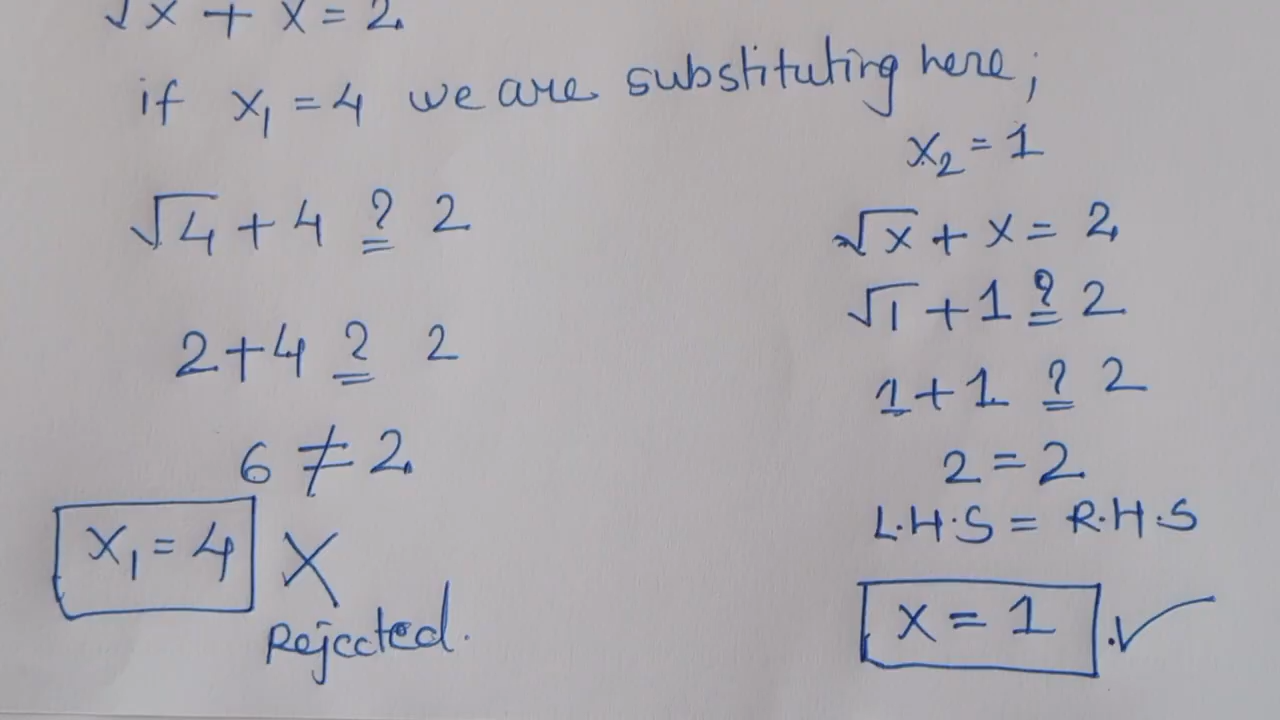 √x + x = 2
if x₁ = 4 we are substituting here;
√4 + 4 ≟ 2
2+4 ≟ 2
6 ≠ 2
x₁ = 4 X
Rejected.
x₂ = 1
√x + x = 2
√1 + 1 ≟ 2
1+1 ≟ 2
2 = 2
L.H.S = R.H.S
x = 1 ✓